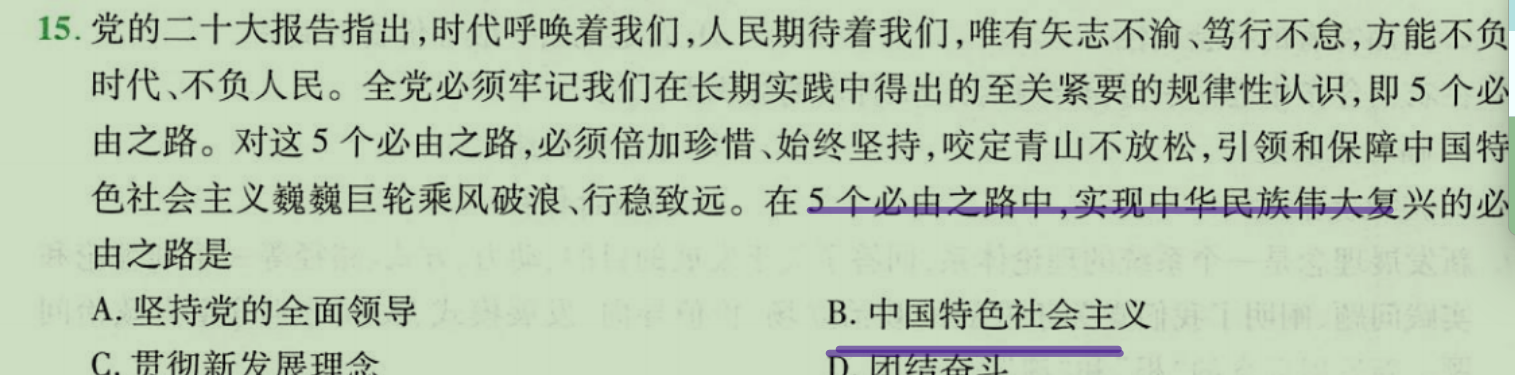 15. 党的二十大报告指出,时代呼唤着我们,人民期待着我们,唯有矢志不渝、笃行不怠,方能不负
时代、不负人民。全党必须牢记我们在长期实践中得出的至关紧要的规律性认识,即 5 个必
由之路。对这 5 个必由之路,必须倍加珍惜、始终坚持,咬定青山不放松,引领和保障中国特
色社会主义巍巍巨轮乘风破浪、行稳致远。在 5 个必由之路中,实现中华民族伟大复兴的必
由之路是
A. 坚持党的全面领导 B. 中国特色社会主义
C. 贯彻新发展理念 D. 团结奋斗